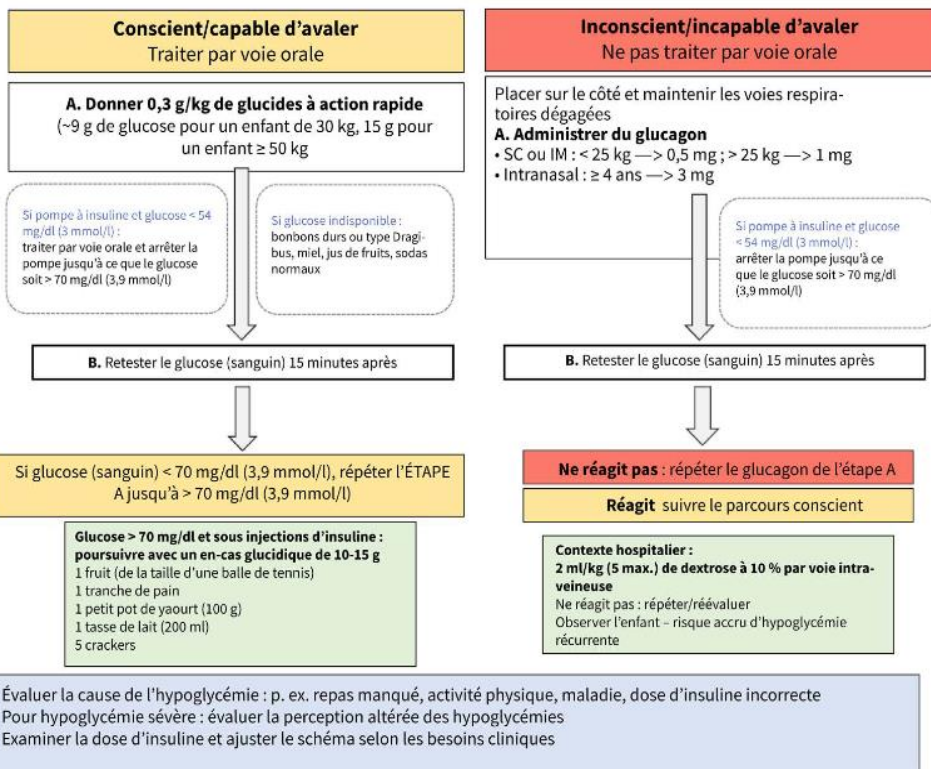 Conscient/capable d’avaler
Traiter par voie orale
A. Donner 0,3 g/kg de glucides à action rapide
(~9 g de glucose pour un enfant de 30 kg, 15 g pour
un enfant ≥ 50 kg
Si pompe à insuline et glucose < 54
mg/dl (3 mmol/l) :
traiter par voie orale et arrêter la
pompe jusqu’à ce que le glucose
soit > 70 mg/dl (3,9 mmol/l)
Si glucose indisponible :
bonbons durs ou type Dragi-
bus, miel, jus de fruits, sodas
normaux
B. Retester le glucose (sanguin) 15 minutes après
Si glucose (sanguin) < 70 mg/dl (3,9 mmol/l), répéter l’ÉTAPE
A jusqu’à > 70 mg/dl (3,9 mmol/l)
Glucose > 70 mg/dl et sous injections d’insuline :
poursuivre avec un en-cas glucidique de 10-15 g
1 fruit (de la taille d’une balle de tennis)
1 tranche de pain
1 petit pot de yaourt (100 g)
1 tasse de lait (200 ml)
5 crackers
Inconscient/incapable d’avaler
Ne pas traiter par voie orale
Placer sur le côté et maintenir les voies respira-
toires dégagées
A. Administrer du glucagon
• SC ou IM : < 25 kg —> 0,5 mg ; > 25 kg —> 1 mg
• Intranasal : ≥ 4 ans —> 3 mg
Si pompe à insuline et glucose
< 54 mg/dl (3 mmol/l) :
arrêter la pompe jusqu’à ce
que le glucose soit > 70 mg/dl
(3,9 mmol/l)
B. Retester le glucose (sanguin) 15 minutes après
Ne réagit pas : répéter le glucagon de l’étape A
Réagit suivre le parcours conscient
Contexte hospitalier :
2 ml/kg (5 max.) de dextrose à 10 % par voie intra-
veineuse
Ne réagit pas : répéter/réévaluer
Observer l’enfant – risque accru d’hypoglycémie
récurrente
Évaluer la cause de l’hypoglycémie : p. ex. repas manqué, activité physique, maladie, dose d’insuline incorrecte
Pour hypoglycémie sévère : évaluer la perception altérée des hypoglycémies
Examiner la dose d’insuline et ajuster le schéma selon les besoins cliniques